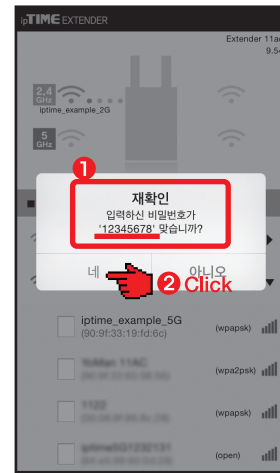 ipTIME EXTENDER
Extender 11ac
9.54
2.4
GHz
iptime_example_2G
5
GHz
1
재확인
입력하신 비밀번호가
'12345678' 맞습니까?
네
아니오
2 Click
iptime_example_5G
(90:9f:33:19:fd:6c)
(wpapsk)
(wpa2psk)
1122
(wpapsk)
(open)